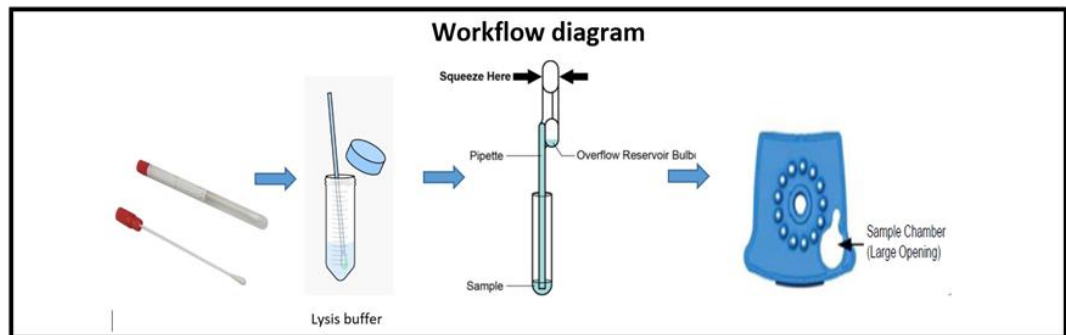 Workflow diagram
Squeeze Here
Pipette
Overflow Reservoir Bulb
Sample
Sample Chamber
(Large Opening)
Lysis buffer